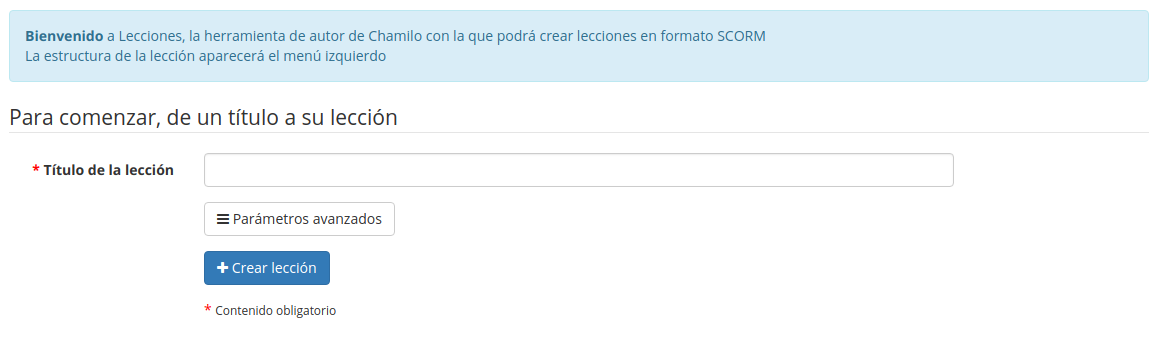 Bienvenido a Lecciones, la herramienta de autor de Chamilo con la que podrá crear lecciones en formato SCORM
La estructura de la lección aparecerá el menú izquierdo
Para comenzar, de un título a su lección
* Título de la lección
Parámetros avanzados
Crear lección
* Contenido obligatorio